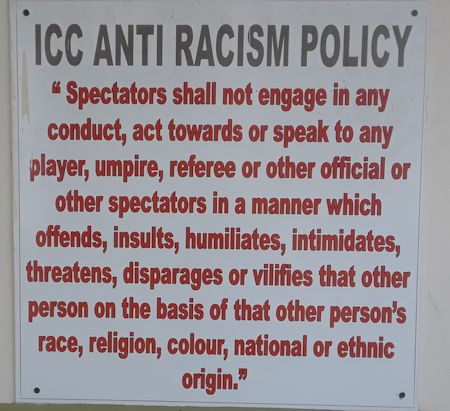 ICC ANTI RACISM POLICY
“ Spectators shall not engage in any
conduct, act towards or speak to any
player, umpire, referee or other official or
other spectators in a manner which
offends, insults, humiliates, intimidates,
threatens, disparages or vilifies that other
person on the basis of that other person's
race, religion, colour, national or ethnic
origin.”